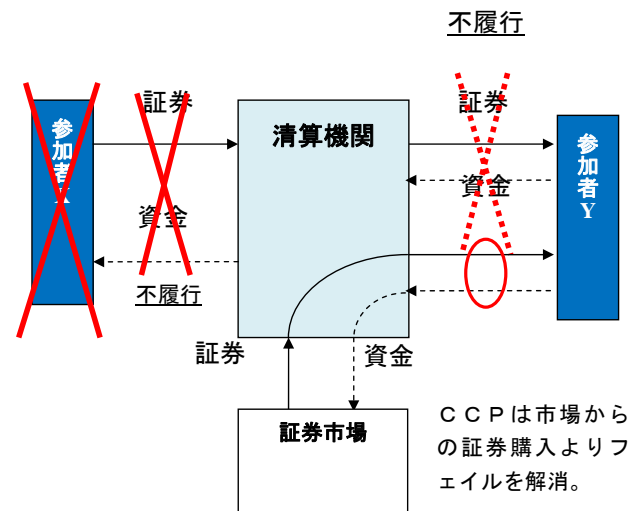 不履行
証券
証券
清算機関
参加者
参加者Y
資金
資金
不履行
証券
資金
証券市場
ＣＣＰは市場から
の証券購入よりフ
ェイルを解消。